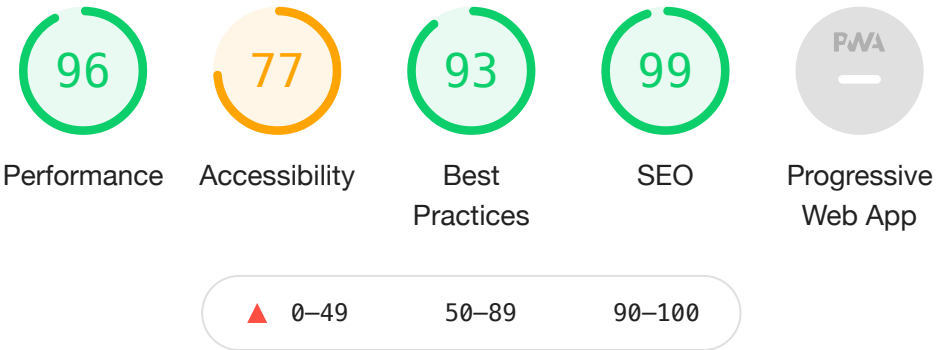 96 77 93 99 PWA
Performance Accessibility Best Practices SEO Progressive Web App
0–49 50–89 90–100